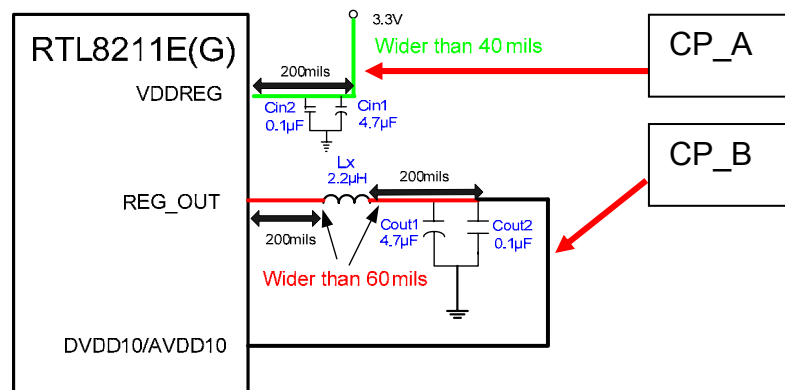 RTL8211E(G)
3.3V
Wider than 40 mils
CP_A
200mils
VDDREG
Cin2
0.1µF
Cin1
4.7µF
CP_B
Lx
2.2µH
200mils
REG_OUT
200mils
Cout1
4.7µF
Cout2
0.1µF
Wider than 60 mils
DVDD10/AVDD10